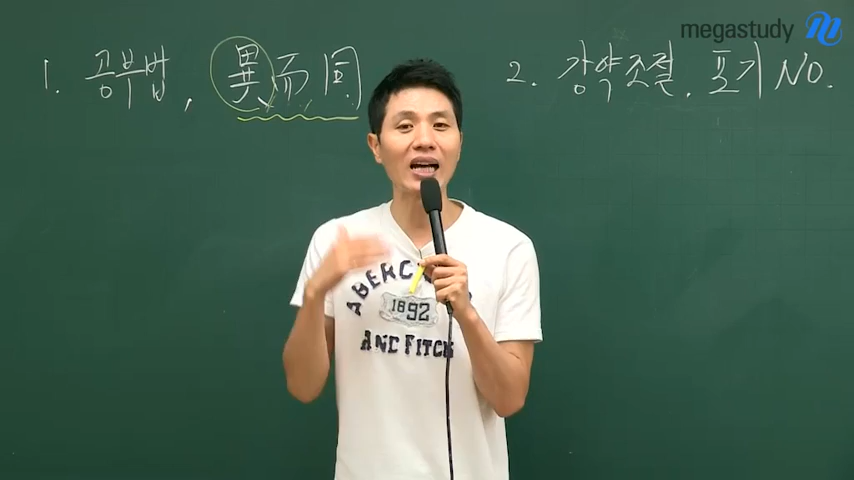 megastudy
1. 공부법, 異而同
2. 강약조절, 포기 NO.
ABERC
1892
AND FITCH